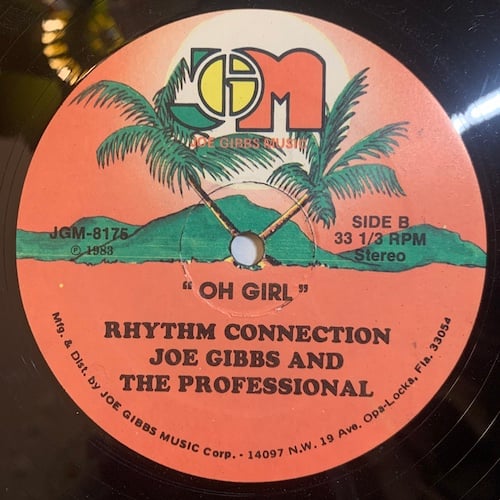 JGM
JOE GIBBS MUSIC
JGM-8175
℗ 1983
SIDE B
33 1/3 RPM
Stereo
"OH GIRL"
RHYTHM CONNECTION
JOE GIBBS AND
THE PROFESSIONAL
Mfg. & Dist. by JOE GIBBS MUSIC Corp. - 14097 N.W. 19 Ave. Opa-Locka, Fla. 33054